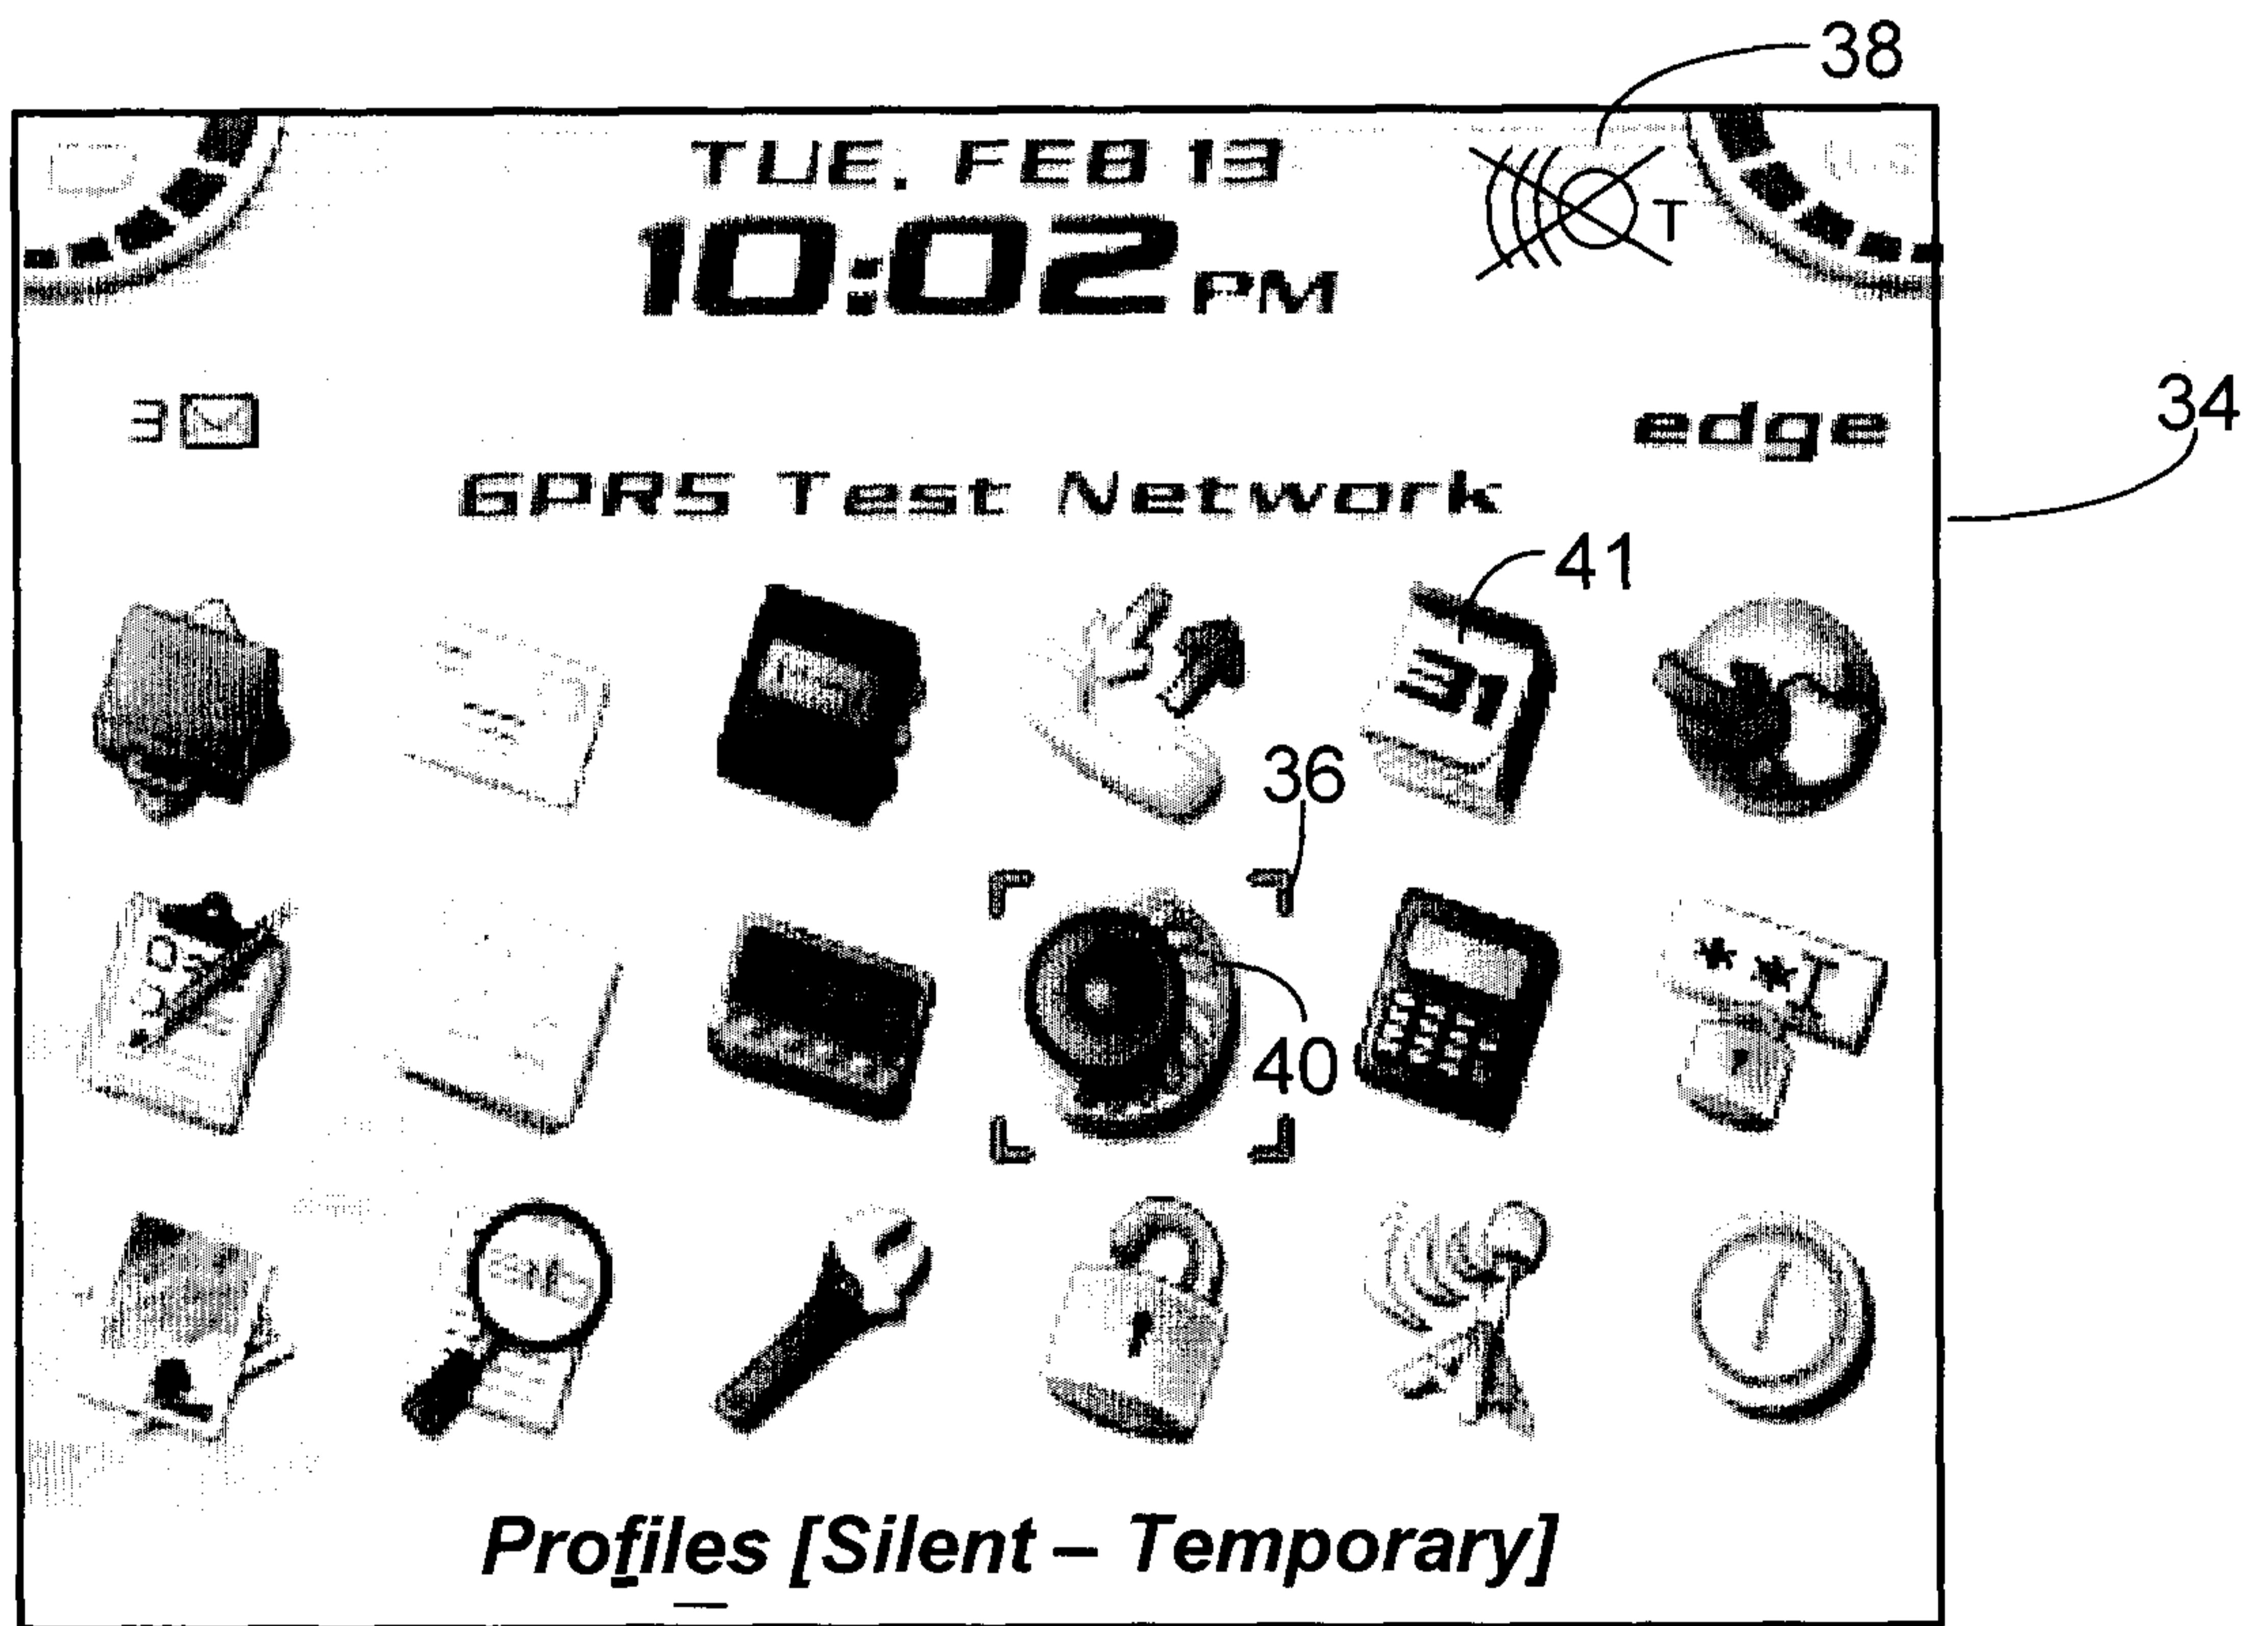 38
TUE, FEB 13
T
10:02 PM
34
3
edge
GPRS Test Network
41
31
36
* *
40
Profiles [Silent – Temporary]